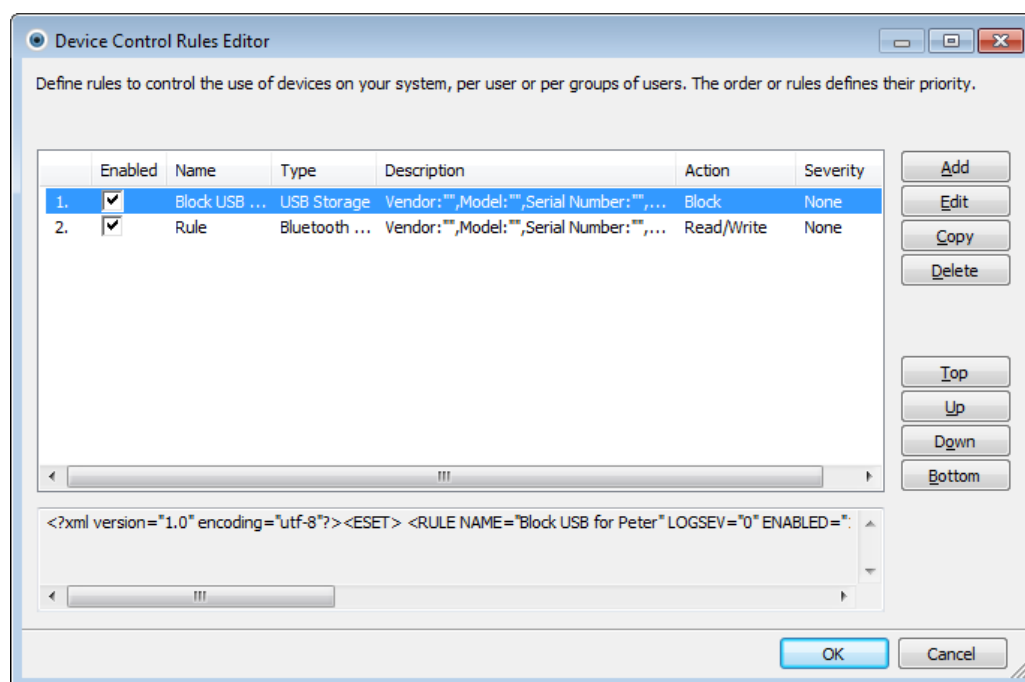 Device Control Rules Editor
Define rules to control the use of devices on your system, per user or per groups of users. The order or rules defines their priority.
Enabled Name Type Description Action Severity
1. Block USB ... USB Storage Vendor:"",Model:"",Serial Number:"",... Block None
2. Rule Bluetooth ... Vendor:"",Model:"",Serial Number:"",... Read/Write None
Add
Edit
Copy
Delete
Top
Up
Down
Bottom
<?xml version="1.0" encoding="utf-8"?><ESET> <RULE NAME="Block USB for Peter" LOGSEV="0" ENABLED="
OK Cancel